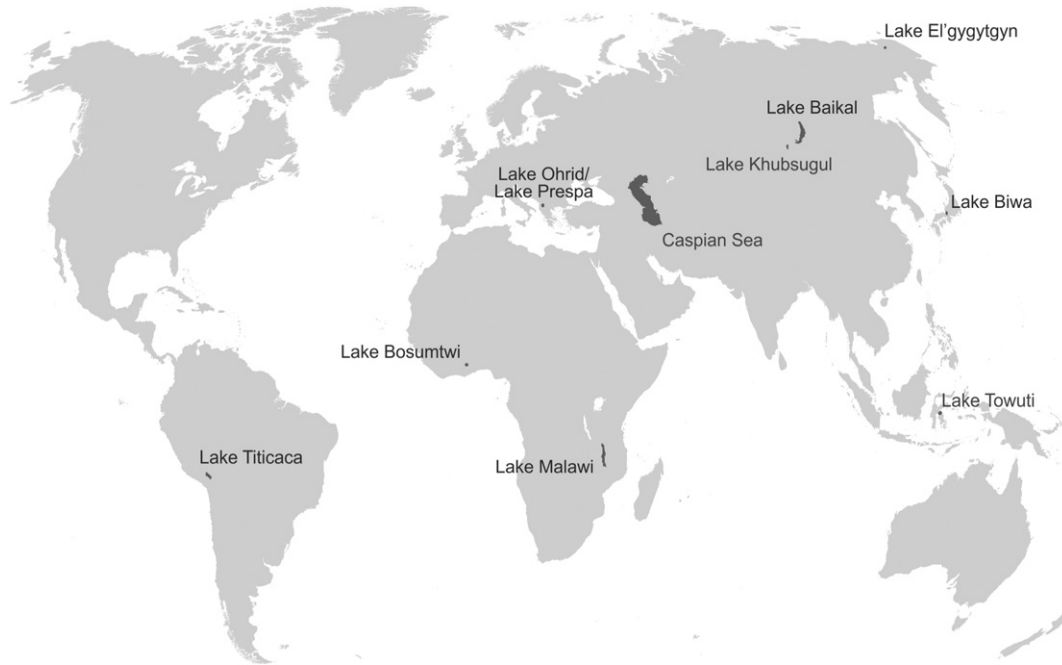 Lake El'gygytgyn
Lake Baikal
Lake Khubsugul
Lake Ohrid/
Lake Prespa
Lake Biwa
Caspian Sea
Lake Bosumtwi
Lake Towuti
Lake Titicaca
Lake Malawi